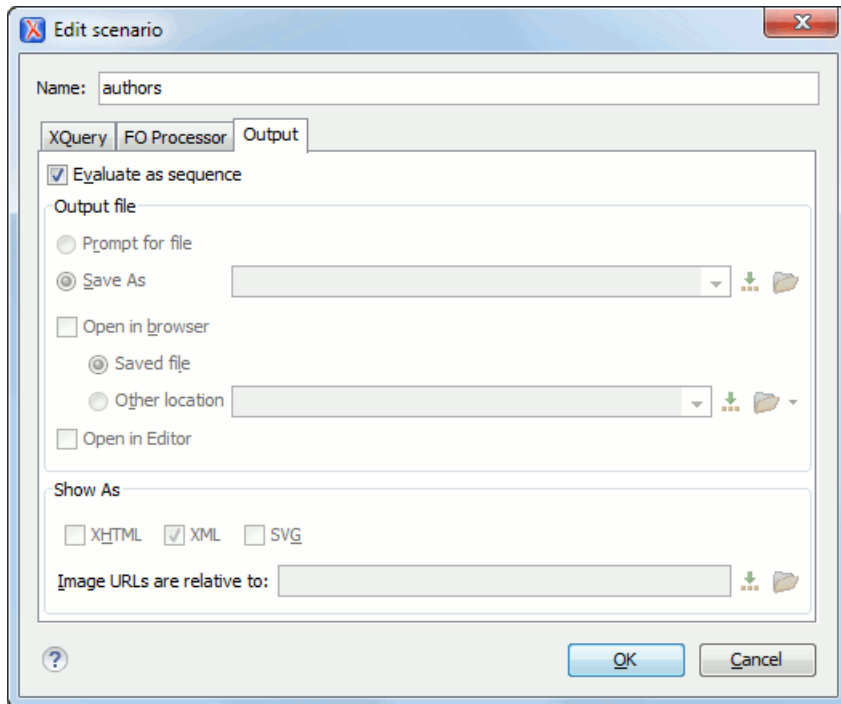 Edit scenario
Name: authors
XQuery FO Processor Output
Evaluate as sequence
Output file
Prompt for file
Save As
Open in browser
Saved file
Other location
Open in Editor
Show As
XHTML XML SVG
Image URLs are relative to:
? OK Cancel